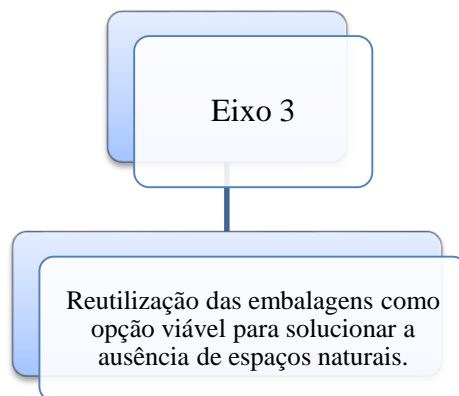 Eixo 3
Reutilização das embalagens como
opção viável para solucionar a
ausência de espaços naturais.